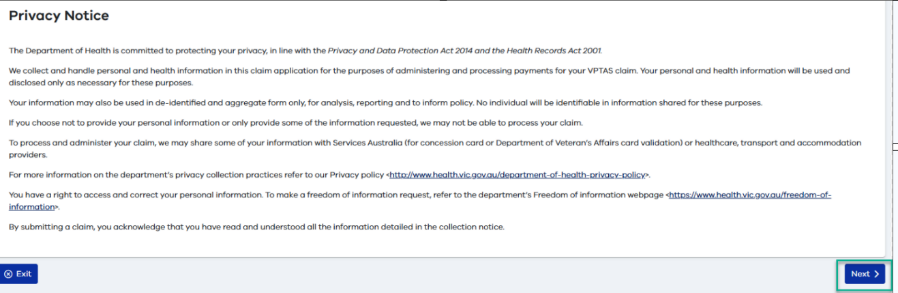 Privacy Notice
The Department of Health is committed to protecting your privacy, in line with the Privacy and Data Protection Act 2014 and the Health Records Act 2001.
We collect and handle personal and health information in this claim application for the purposes of administering and processing payments for your VPTAS claim. Your personal and health information will be used and
disclosed only as necessary for these purposes.
Your information may also be used in de-identified and aggregate form only, for analysis, reporting and to inform policy. No individual will be identifiable in information shared for these purposes.
If you choose not to provide your personal information or only provide some of the information requested, we may not be able to process your claim.
To process and administer your claim, we may share some of your information with Services Australia (for concession card or Department of Veteran's Affairs card validation) or healthcare, transport and accommodation
providers.
For more information on the department's privacy collection practices refer to our Privacy policy <http://www.health.vic.gov.au/department-of-health-privacy-policy>.
You have a right to access and correct your personal information. To make a freedom of information request, refer to the department's Freedom of information webpage <https://www.health.vic.gov.au/freedom-of-
information>.
By submitting a claim, you acknowledge that you have read and understood all the information detailed in the collection notice.
Exit
Next